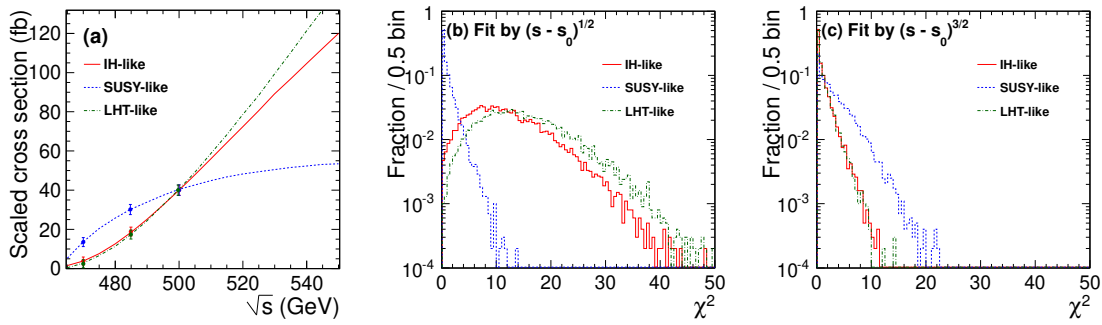 Scaled cross section (fb)
120
100
80
60
40
20
0
(a)
IH-like
SUSY-like
LHT-like
480 500 520 540
√s (GeV)
Fraction / 0.5 bin
1
10⁻¹
10⁻²
10⁻³
10⁻⁴
(b) Fit by (s - s₀)^1/2
IH-like
SUSY-like
LHT-like
0 10 20 30 40 50
χ²
Fraction / 0.5 bin
1
10⁻¹
10⁻²
10⁻³
10⁻⁴
(c) Fit by (s - s₀)^3/2
IH-like
SUSY-like
LHT-like
0 10 20 30 40 50
χ²